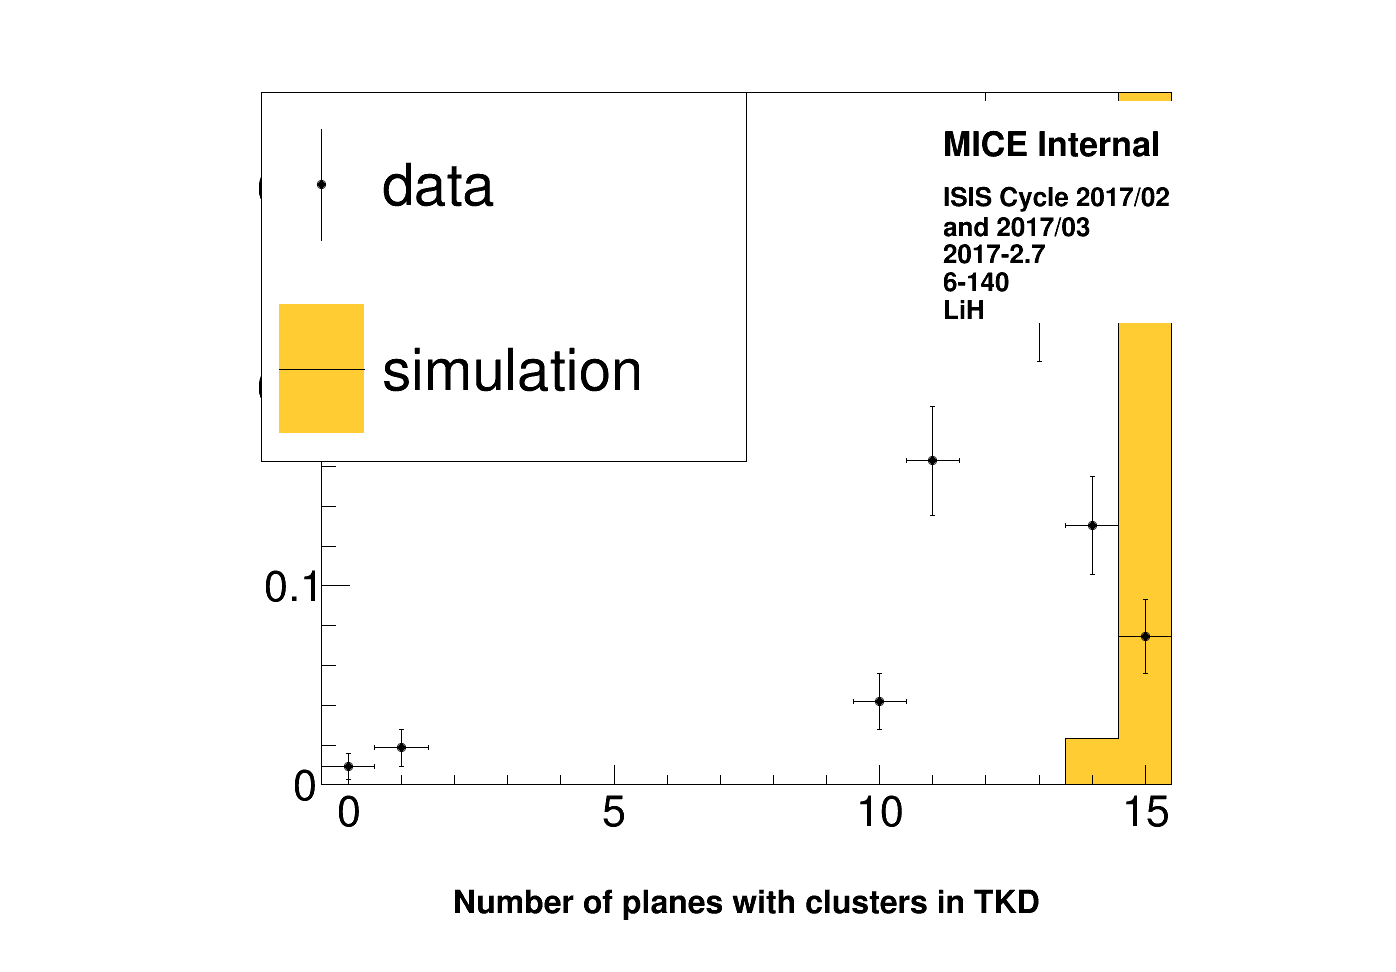 data
simulation
MICE Internal
ISIS Cycle 2017/02
and 2017/03
2017-2.7
6-140
LiH
0.1
0
0 5 10 15
Number of planes with clusters in TKD